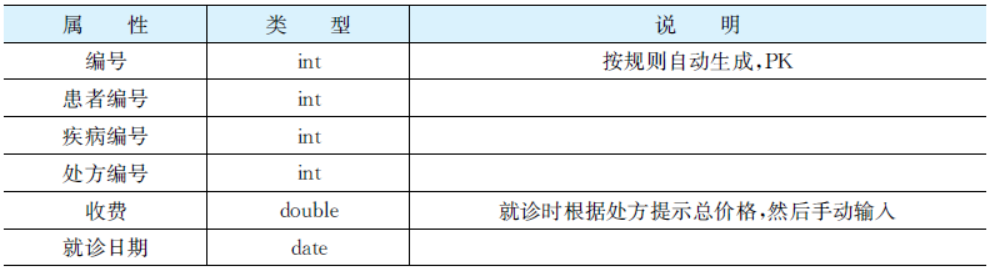 属 性 类 型 说 明
编号 int 按规则自动生成,PK
患者编号 int
疾病编号 int
处方编号 int
收费 double 就诊时根据处方提示总价格,然后手动输入
就诊日期 date